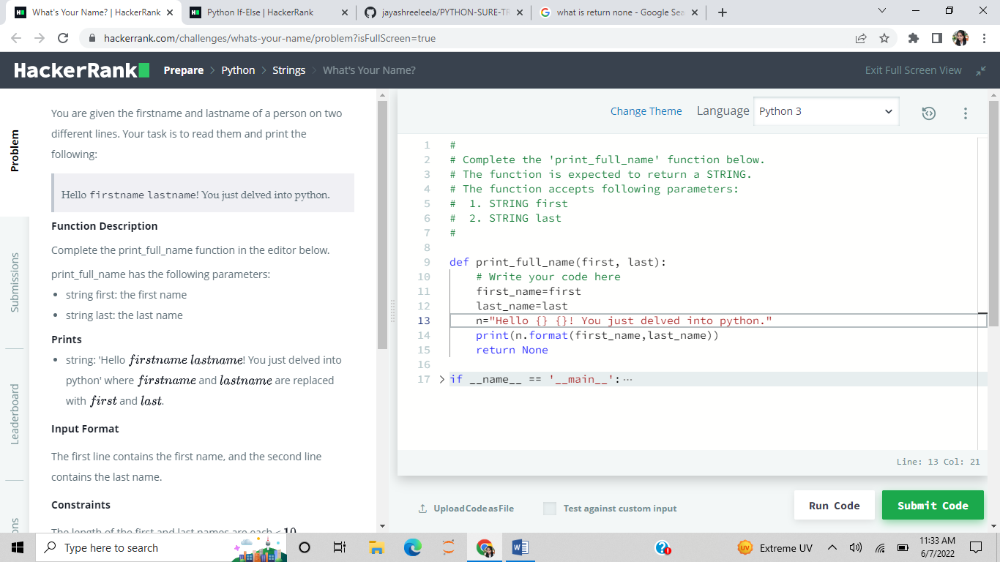 What's Your Name? | HackerRank
Python If-Else | HackerRank
jayashreeleela/PYTHON-SURE-TR
what is return none - Google Sea
hackerrank.com/challenges/whats-your-name/problem?isFullScreen=true
HackerRank
Prepare > Python > Strings > What's Your Name?
Exit Full Screen View
Problem
Submissions
Leaderboard
You are given the firstname and lastname of a person on two
different lines. Your task is to read them and print the
following:
Hello firstname lastname! You just delved into python.
Function Description
Complete the print_full_name function in the editor below.
print_full_name has the following parameters:
• string first: the first name
• string last: the last name
Prints
• string: 'Hello firstname lastname! You just delved into
python' where firstname and lastname are replaced
with first and last.
Input Format
The first line contains the first name, and the second line
contains the last name.
Constraints
The length of the first and last names are each ≤ 10.
Change Theme Language Python 3
1 #
2 # Complete the 'print_full_name' function below.
3 # The function is expected to return a STRING.
4 # The function accepts following parameters:
5 #  1. STRING first
6 #  2. STRING last
7 #
8
9 def print_full_name(first, last):
10     # Write your code here
11     first_name=first
12     last_name=last
13     n="Hello {} {}! You just delved into python."
14     print(n.format(first_name,last_name))
15     return None
16
17 > if __name__ == '__main__':⋯
Line: 13 Col: 21
Upload Code as File
Test against custom input
Run Code
Submit Code
Type here to search
UV
Extreme UV
11:33 AM
6/7/2022